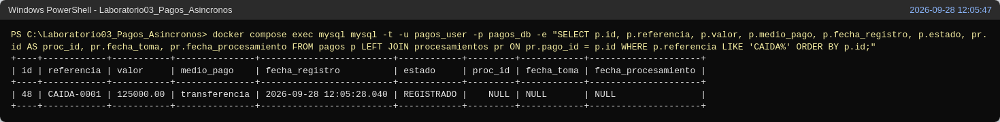 Windows PowerShell - Laboratorio03_Pagos_Asincronos
2026-09-28 12:05:47
PS C:\Laboratorio03_Pagos_Asincronos> docker compose exec mysql mysql -t -u pagos_user -p pagos_db -e "SELECT p.id, p.referencia, p.valor, p.medio_pago, p.fecha_registro, p.estado, pr.
id AS proc_id, pr.fecha_toma, pr.fecha_procesamiento FROM pagos p LEFT JOIN procesamientos pr ON pr.pago_id = p.id WHERE p.referencia LIKE 'CAIDA%' ORDER BY p.id;"
+----+------------+-----------+---------------+-------------------------+------------+---------+------------+---------------------+
| id | referencia | valor     | medio_pago    | fecha_registro          | estado     | proc_id | fecha_toma | fecha_procesamiento |
+----+------------+-----------+---------------+-------------------------+------------+---------+------------+---------------------+
| 48 | CAIDA-0001 | 125000.00 | transferencia | 2026-09-28 12:05:28.040 | REGISTRADO |    NULL | NULL       | NULL                |
+----+------------+-----------+---------------+-------------------------+------------+---------+------------+---------------------+